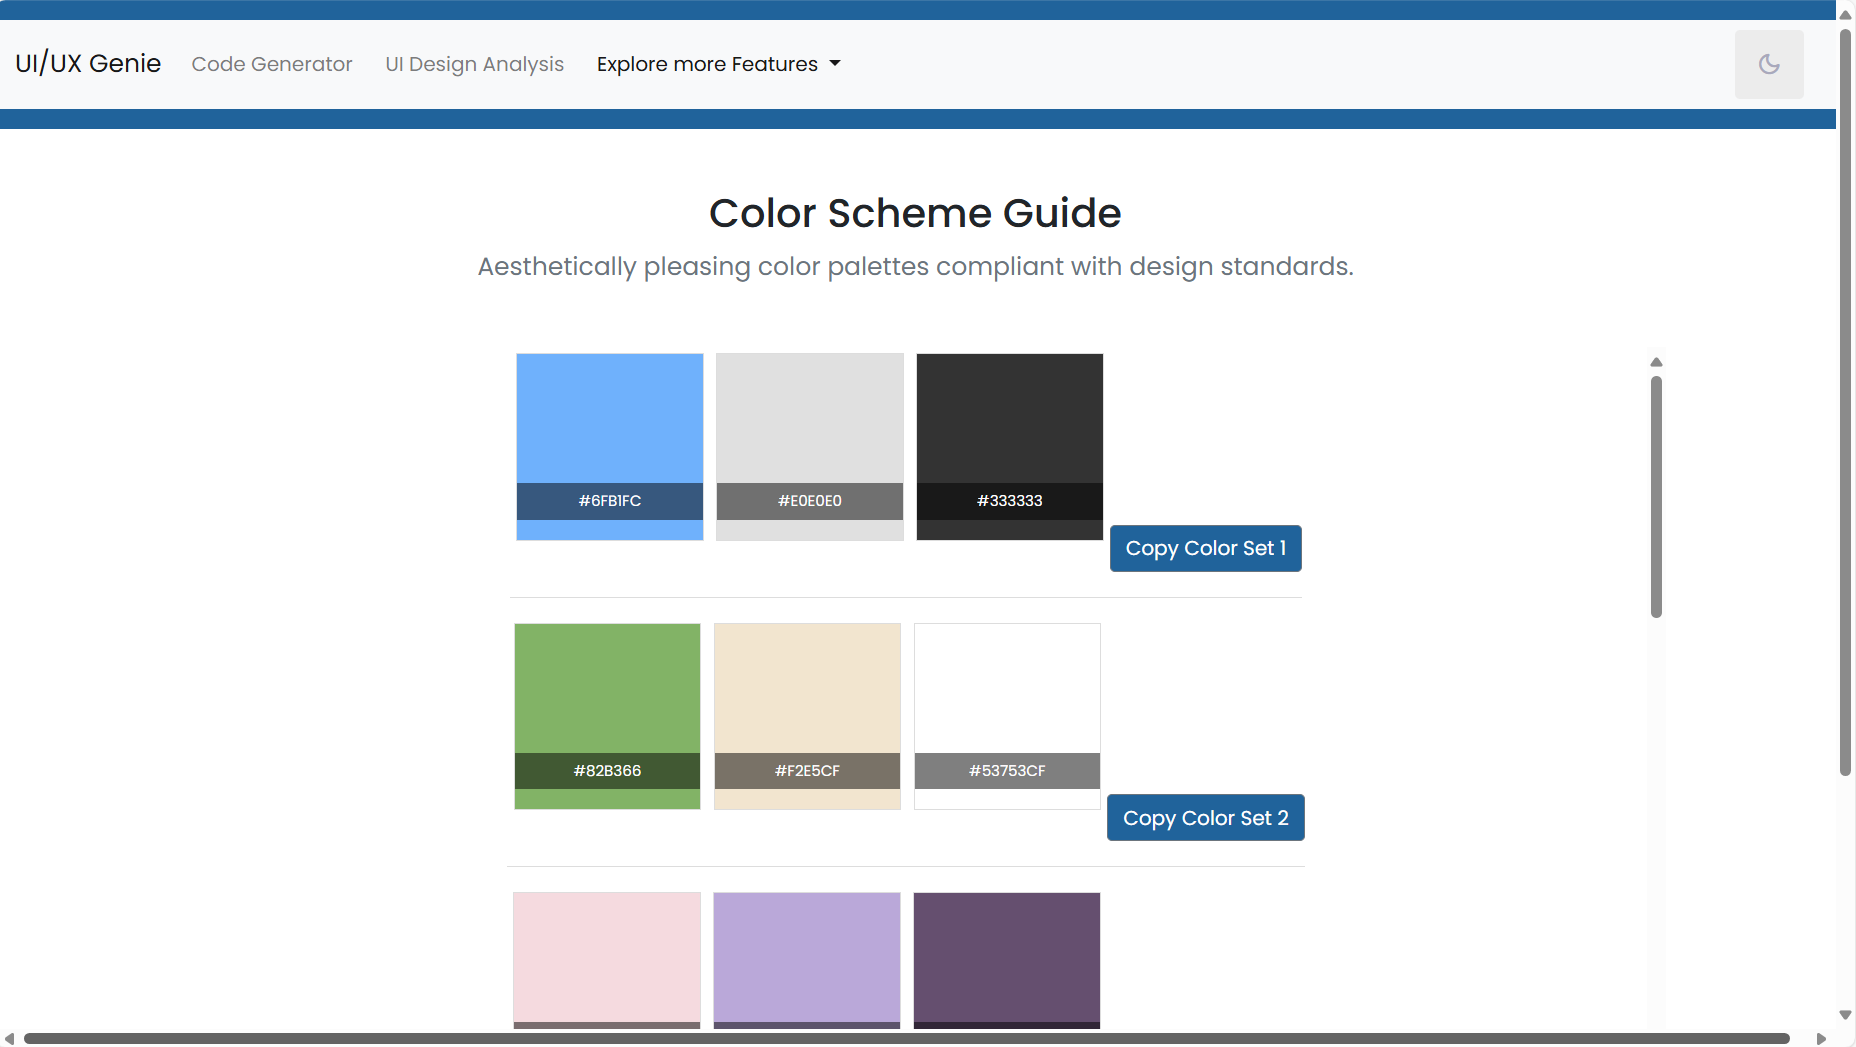 UI/UX Genie Code Generator UI Design Analysis Explore more Features
Color Scheme Guide
Aesthetically pleasing color palettes compliant with design standards.
#6FB1FC #E0E0E0 #333333
Copy Color Set 1
#82B366 #F2E5CF #53753CF
Copy Color Set 2